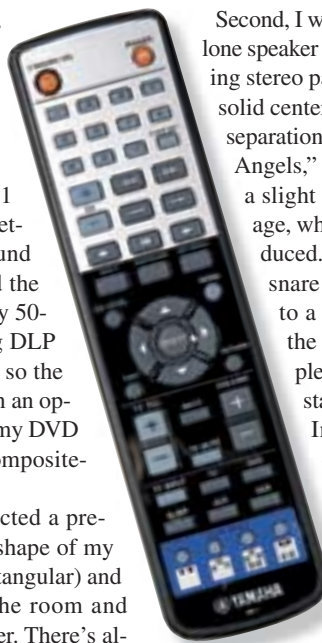 1
et-
und
d the
y 50-
g DLP
so the
n an op-
my DVD
omposite-
cted a pre-
shape of my
tangular) and
he room and
er. There's al-
Second, I w
lone speaker
ing stereo pa
solid center
separation
Angels,”
a slight
age, wh
duced.
snare
to a
the
ple
sta
In
YAMAHA